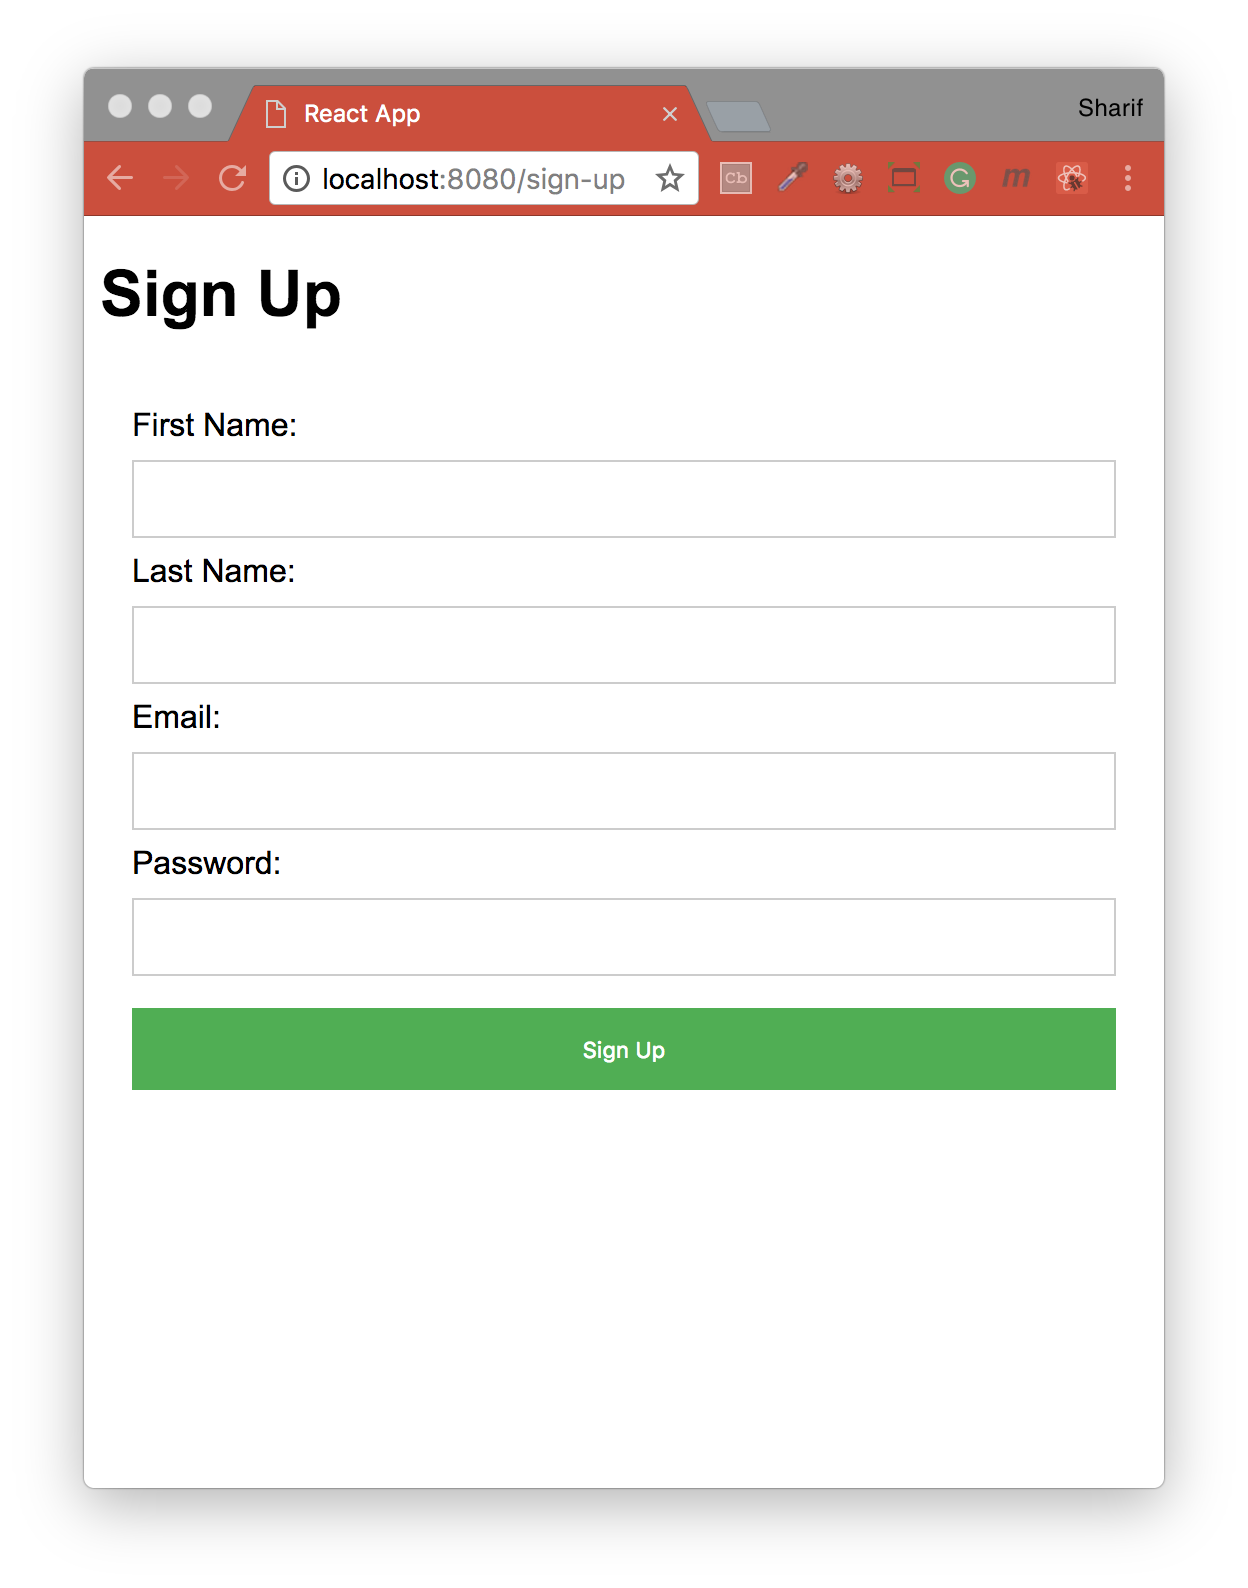 React App
Sharif
localhost:8080/sign-up
Cb
G
m
Sign Up
First Name:
Last Name:
Email:
Password:
Sign Up